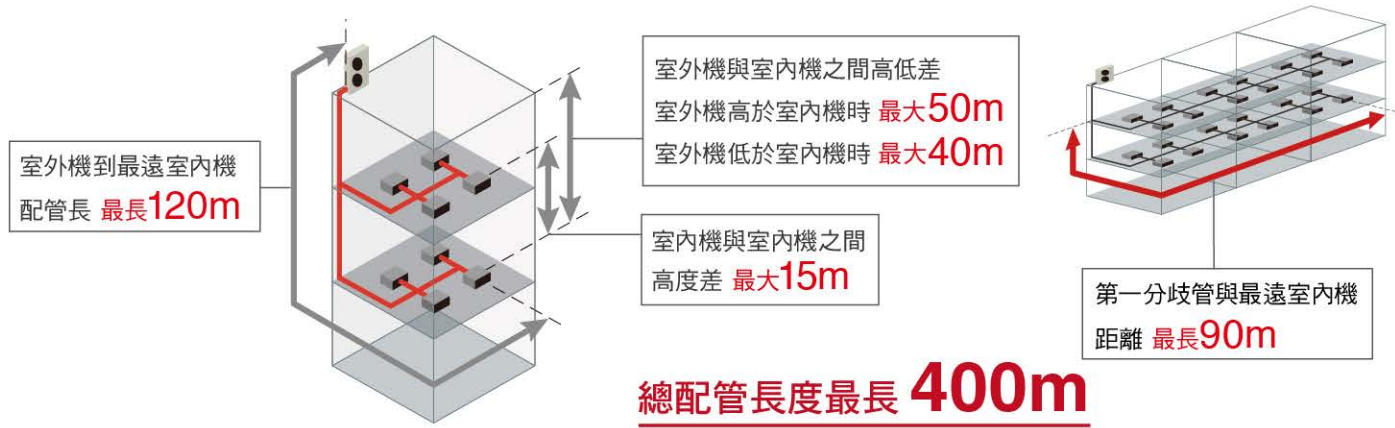 室外機到最遠室內機
配管長 最長120m
室外機與室內機之間高低差
室外機高於室內機時 最大50m
室外機低於室內機時 最大40m
室內機與室內機之間
高度差 最大15m
第一分歧管與最遠室內機
距離 最長90m
總配管長度最長 400m